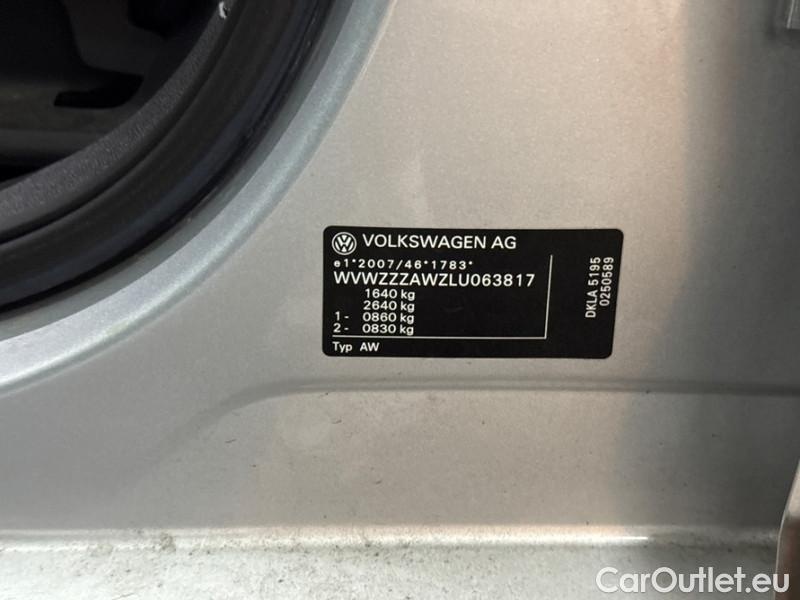 VOLKSWAGEN AG
e1*2007/46*1783*
WVWZZZAWZLU063817
1640 kg
2640 kg
1- 0860 kg
2- 0830 kg
Typ AW
DKLA 5195
0250589
CarOutlet.eu